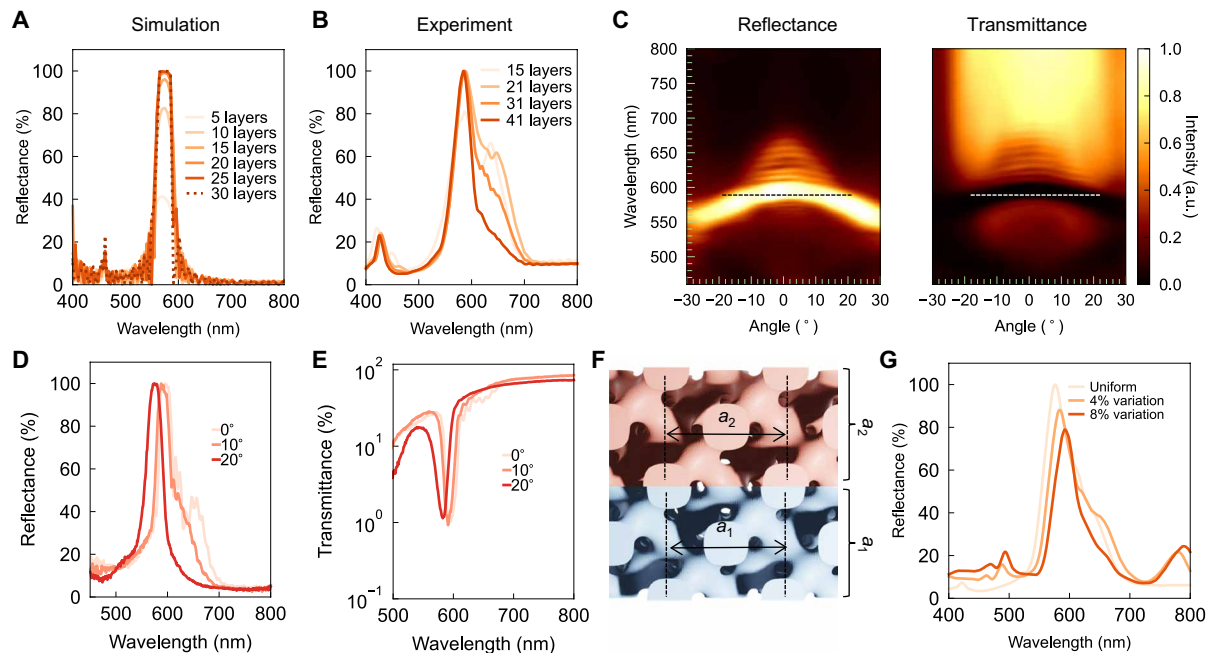 A
Simulation
Reflectance (%)
100
80
60
40
20
0
400 500 600 700 800
Wavelength (nm)
5 layers
10 layers
15 layers
20 layers
25 layers
30 layers
B
Experiment
Reflectance (%)
100
80
60
40
20
0
400 500 600 700 800
Wavelength (nm)
15 layers
21 layers
31 layers
41 layers
C
Reflectance
Transmittance
Wavelength (nm)
800
750
700
650
600
550
500
−30 −20 −10 0 10 20 30
Angle (°)
−30 −20 −10 0 10 20 30
Angle (°)
1.0
0.8
0.6
0.4
0.2
0.0
Intensity (a.u.)
D
Reflectance (%)
100
80
60
40
20
0
500 600 700 800
Wavelength (nm)
0°
10°
20°
E
Transmittance (%)
10²
10¹
10⁰
10⁻¹
500 600 700 800
Wavelength (nm)
0°
10°
20°
F
a₂
a₂
a₁
a₁
G
Reflectance (%)
100
80
60
40
20
0
400 500 600 700 800
Wavelength (nm)
Uniform
4% variation
8% variation